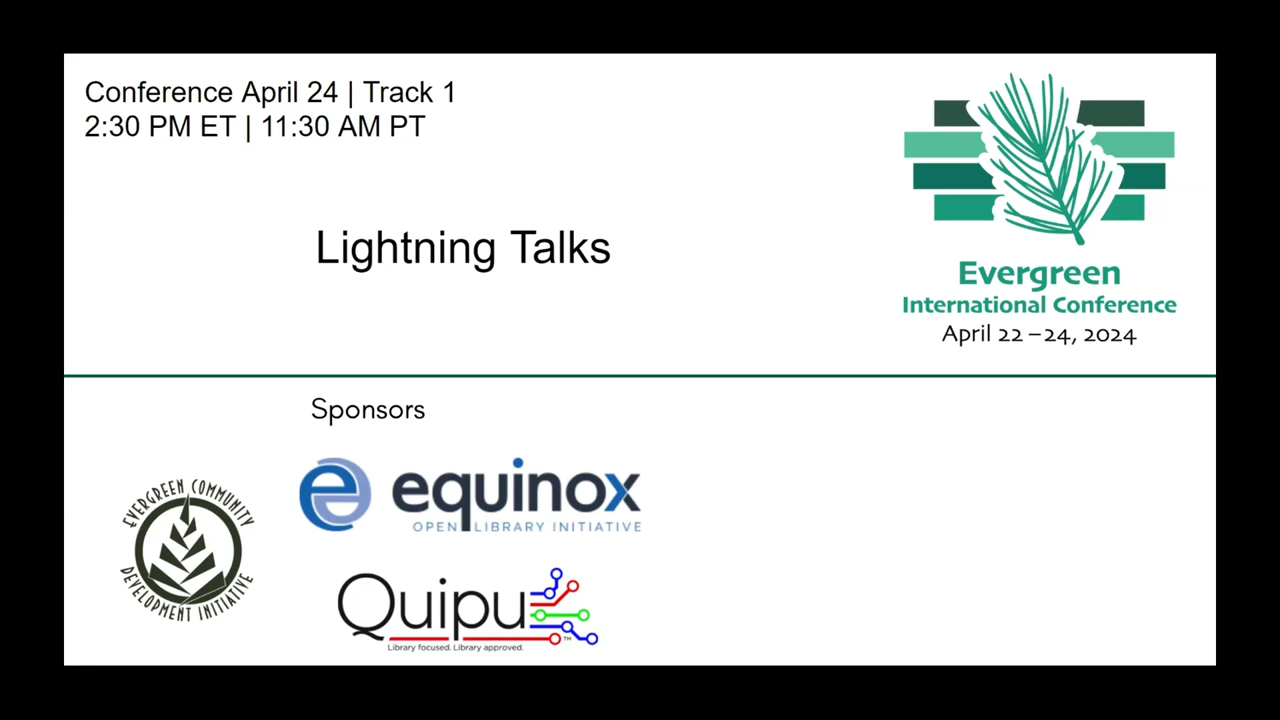 Conference April 24 | Track 1
2:30 PM ET | 11:30 AM PT
Lightning Talks
Evergreen
International Conference
April 22 – 24, 2024
Sponsors
EVERGREEN COMMUNITY
DEVELOPMENT INITIATIVE
e equinox
OPEN LIBRARY INITIATIVE
Quipu
TM
Library focused. Library approved.